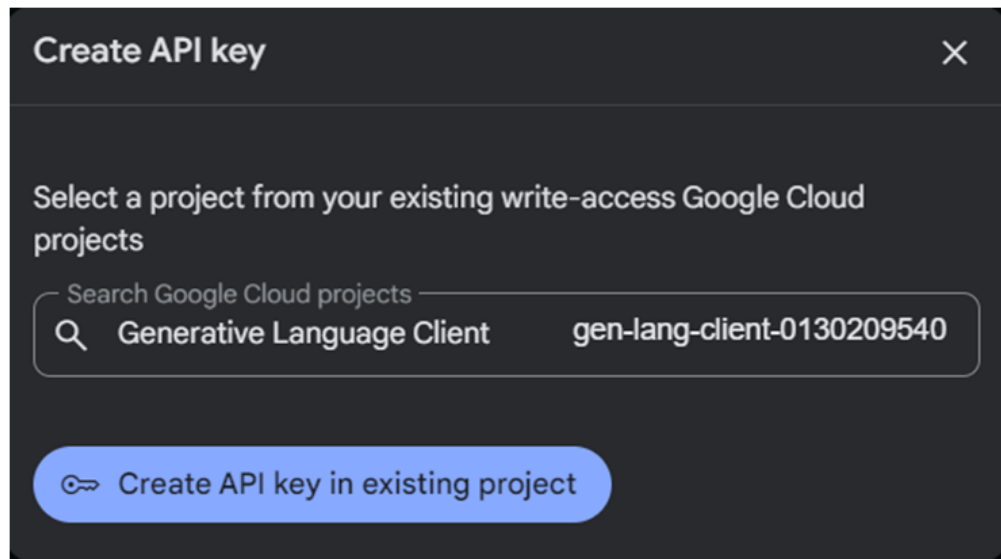 Create API key
Select a project from your existing write-access Google Cloud
projects
Search Google Cloud projects
Generative Language Client gen-lang-client-0130209540
Create API key in existing project